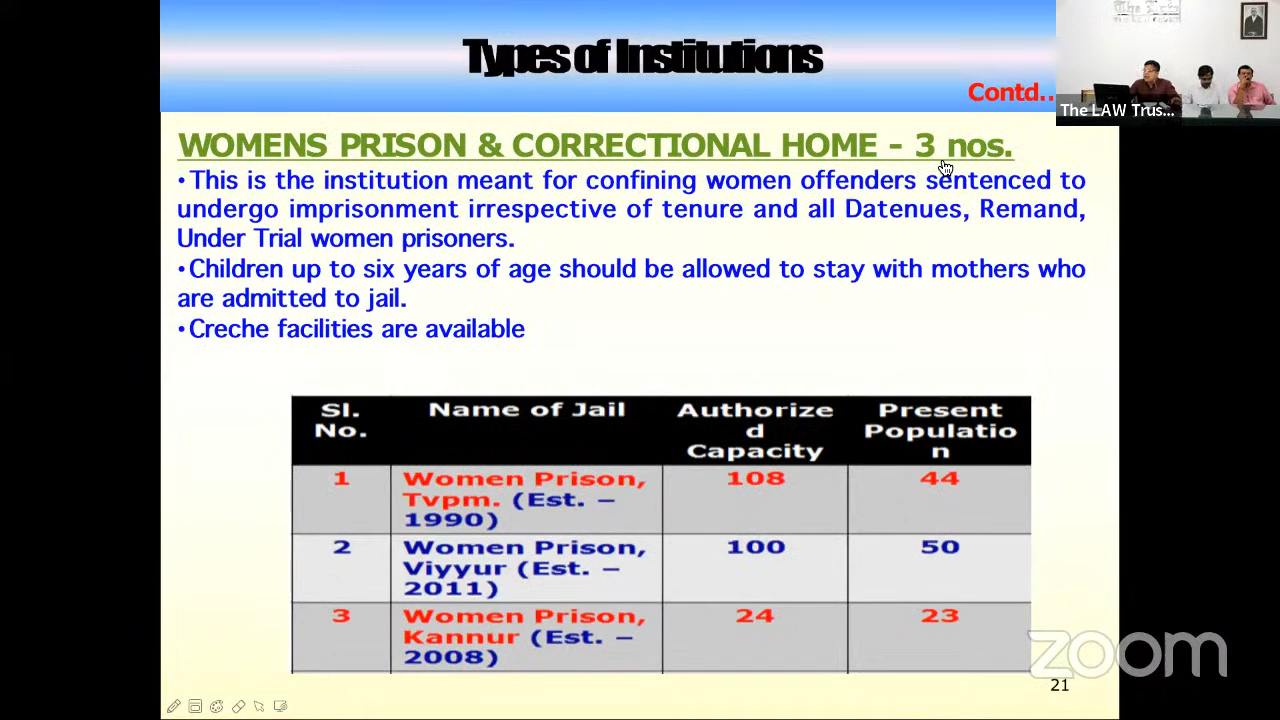 Types of Institutions
Contd..
The LAW Trus...
WOMENS PRISON & CORRECTIONAL HOME - 3 nos.
•This is the institution meant for confining women offenders sentenced to
undergo imprisonment irrespective of tenure and all Datenues, Remand,
Under Trial women prisoners.
•Children up to six years of age should be allowed to stay with mothers who
are admitted to jail.
•Creche facilities are available
Sl. No. Name of Jail Authorize d Capacity Present Populatio n
1 Women Prison, Tvpm. (Est. – 1990) 108 44
2 Women Prison, Viyyur (Est. – 2011) 100 50
3 Women Prison, Kannur (Est. – 2008) 24 23
zoom
21